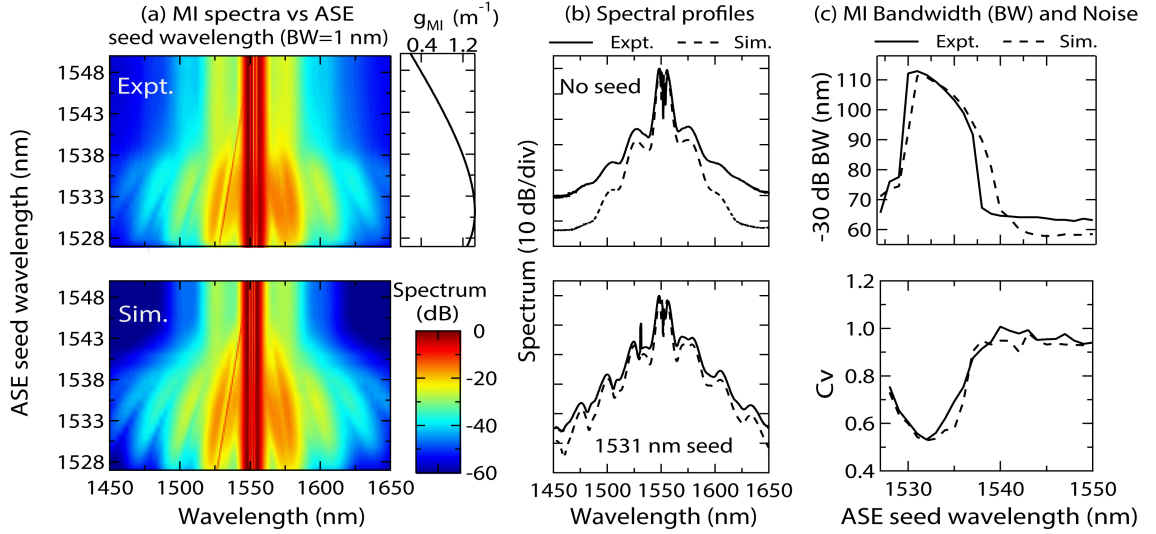 (a) MI spectra vs ASE
seed wavelength (BW=1 nm)
gMI (m-1)
0.4 1.2
Expt.
1548
1543
1538
1533
1528
ASE seed wavelength (nm)
Sim.
1548
1543
1538
1533
1528
1450 1500 1550 1600 1650
Wavelength (nm)
Spectrum
(dB)
0
-20
-40
-60
(b) Spectral profiles
Expt. Sim.
No seed
Spectrum (10 dB/div)
1531 nm seed
1450 1500 1550 1600 1650
Wavelength (nm)
(c) MI Bandwidth (BW) and Noise
Expt. Sim.
-30 dB BW (nm)
110
100
90
80
70
60
Cv
1.0
0.8
0.6
0.4
1530 1540 1550
ASE seed wavelength (nm)